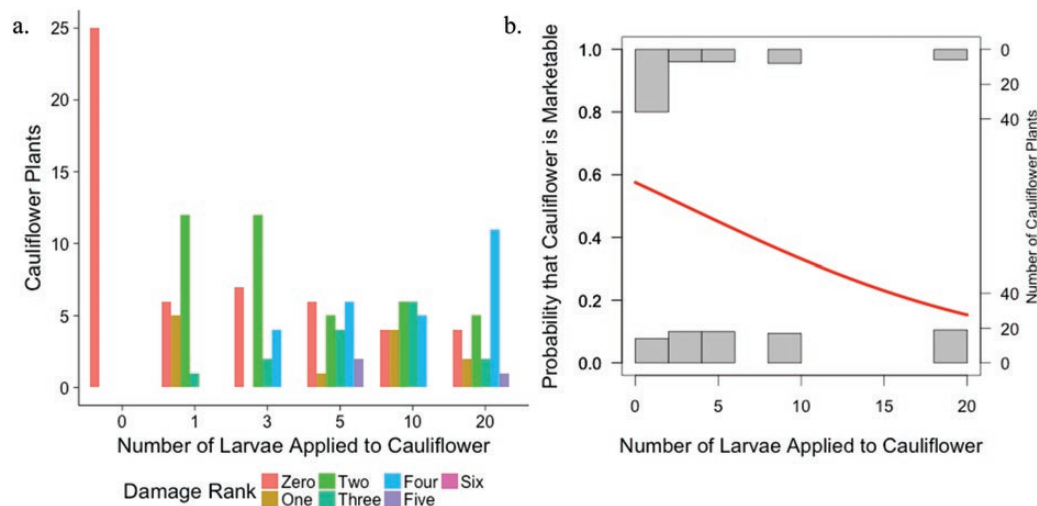 a.
Cauliflower Plants
25
20
15
10
5
0
0 1 3 5 10 20
Number of Larvae Applied to Cauliflower
Damage Rank Zero Two Four Six
One Three Five
b.
Probability that Cauliflower is Marketable
1.0
0.8
0.6
0.4
0.2
0.0
0
20
40
40
20
0
Number of Cauliflower Plants
0 5 10 15 20
Number of Larvae Applied to Cauliflower